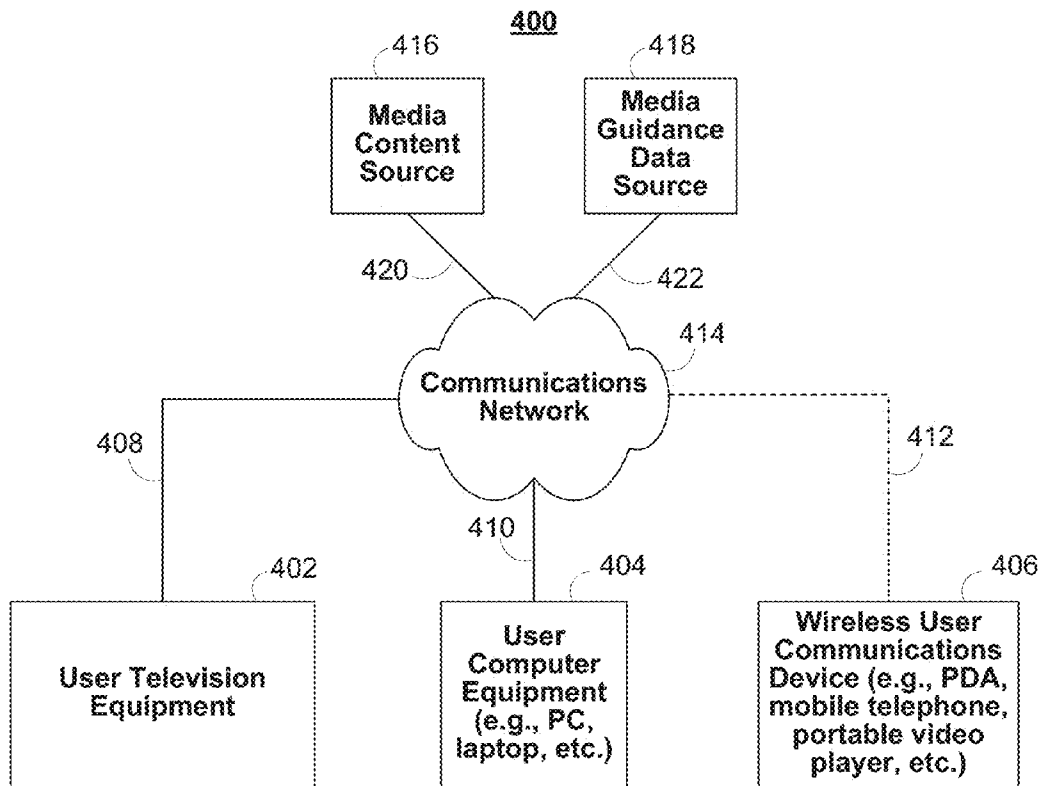 400
416
418
Media
Content
Source
Media
Guidance
Data
Source
420
422
414
Communications
Network
408
412
410
402
404
406
User Television
Equipment
User
Computer
Equipment
(e.g., PC,
laptop, etc.)
Wireless User
Communications
Device (e.g., PDA,
mobile telephone,
portable video
player, etc.)